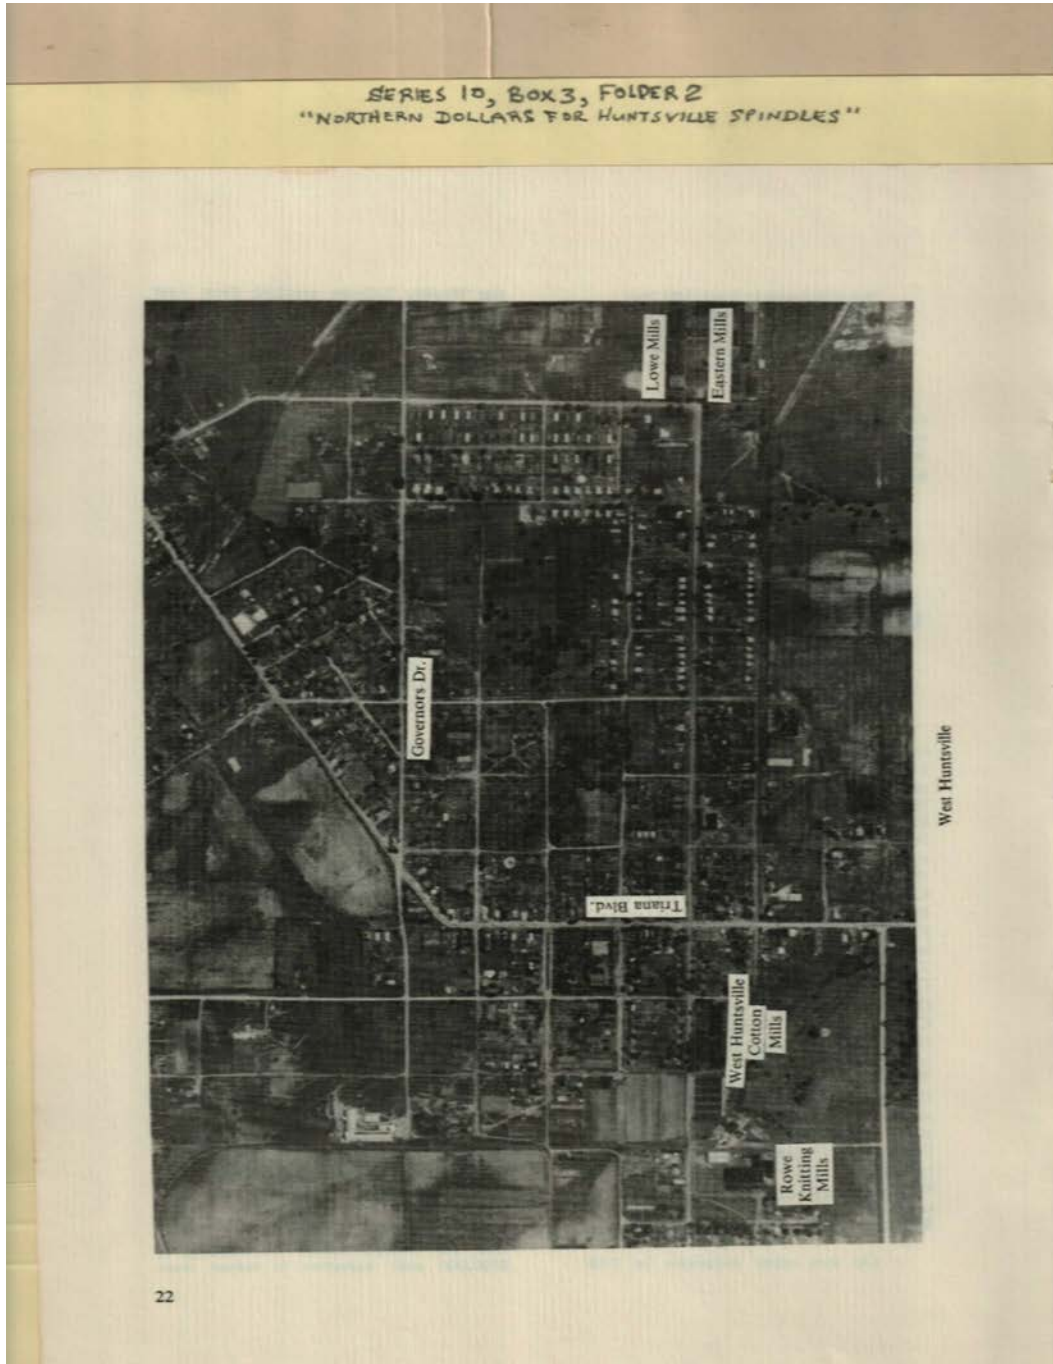 SERIES 10, BOX 3, FOLDER 2
"NORTHERN DOLLARS FOR HUNTSVILLE SPINDLES"
Lowe Mills
Eastern Mills
Governors Dr.
Triana Blvd.
West Huntsville
Cotton
Mills
Rowe
Knitting
Mills
West Huntsville
22